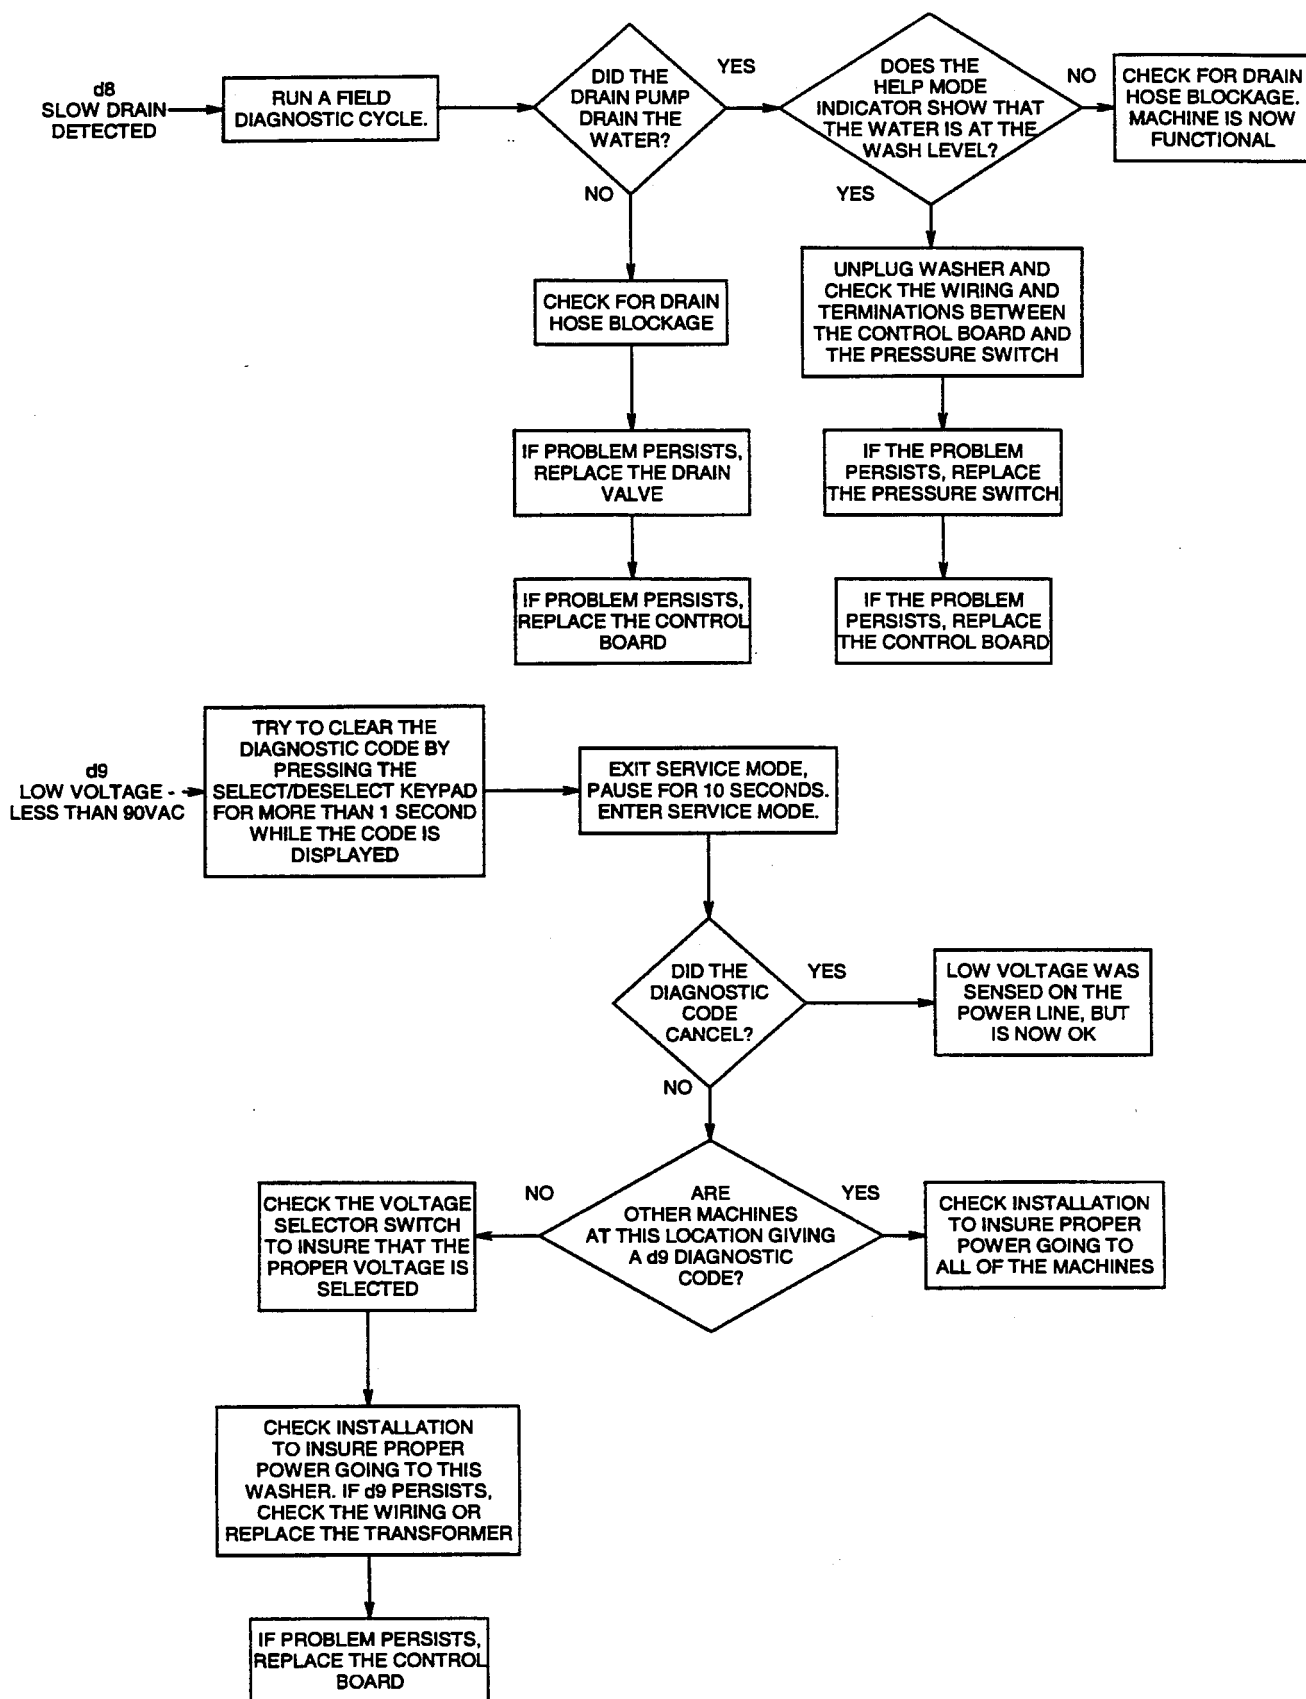 d8
SLOW DRAIN
DETECTED
RUN A FIELD
DIAGNOSTIC CYCLE.
DID THE
DRAIN PUMP
DRAIN THE
WATER?
YES
NO
DOES THE
HELP MODE
INDICATOR SHOW THAT
THE WATER IS AT THE
WASH LEVEL?
NO
YES
CHECK FOR DRAIN
HOSE BLOCKAGE.
MACHINE IS NOW
FUNCTIONAL
CHECK FOR DRAIN
HOSE BLOCKAGE
UNPLUG WASHER AND
CHECK THE WIRING AND
TERMINATIONS BETWEEN
THE CONTROL BOARD AND
THE PRESSURE SWITCH
IF PROBLEM PERSISTS,
REPLACE THE DRAIN
VALVE
IF THE PROBLEM
PERSISTS, REPLACE
THE PRESSURE SWITCH
IF PROBLEM PERSISTS,
REPLACE THE CONTROL
BOARD
IF THE PROBLEM
PERSISTS, REPLACE
THE CONTROL BOARD
d9
LOW VOLTAGE -
LESS THAN 90VAC
TRY TO CLEAR THE
DIAGNOSTIC CODE BY
PRESSING THE
SELECT/DESELECT KEYPAD
FOR MORE THAN 1 SECOND
WHILE THE CODE IS
DISPLAYED
EXIT SERVICE MODE,
PAUSE FOR 10 SECONDS.
ENTER SERVICE MODE.
DID THE
DIAGNOSTIC
CODE
CANCEL?
YES
NO
LOW VOLTAGE WAS
SENSED ON THE
POWER LINE, BUT
IS NOW OK
ARE
OTHER MACHINES
AT THIS LOCATION GIVING
A d9 DIAGNOSTIC
CODE?
NO
YES
CHECK THE VOLTAGE
SELECTOR SWITCH
TO INSURE THAT THE
PROPER VOLTAGE IS
SELECTED
CHECK INSTALLATION
TO INSURE PROPER
POWER GOING TO
ALL OF THE MACHINES
CHECK INSTALLATION
TO INSURE PROPER
POWER GOING TO THIS
WASHER. IF d9 PERSISTS,
CHECK THE WIRING OR
REPLACE THE TRANSFORMER
IF PROBLEM PERSISTS,
REPLACE THE CONTROL
BOARD